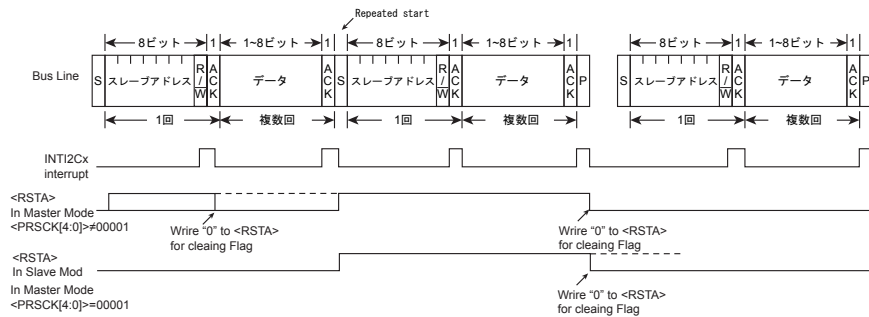 Repeated start
8ビット 1 1~8ビット 1 8ビット 1 1~8ビット 1 8ビット 1 1~8ビット 1
Bus Line S スレーブアドレス R/W ACK データ ACK S スレーブアドレス R/W ACK データ ACK P S スレーブアドレス R/W ACK データ ACK P
1回 複数回 1回 複数回 1回 複数回
INTI2Cx
interrupt
<RSTA>
In Master Mode
<PRSCK[4:0]>≠00001
Wrire “0” to <RSTA>
for cleaing Flag
Wrire “0” to <RSTA>
for cleaing Flag
<RSTA>
In Slave Mod
In Master Mode
<PRSCK[4:0]>=00001
Wrire “0” to <RSTA>
for cleaing Flag